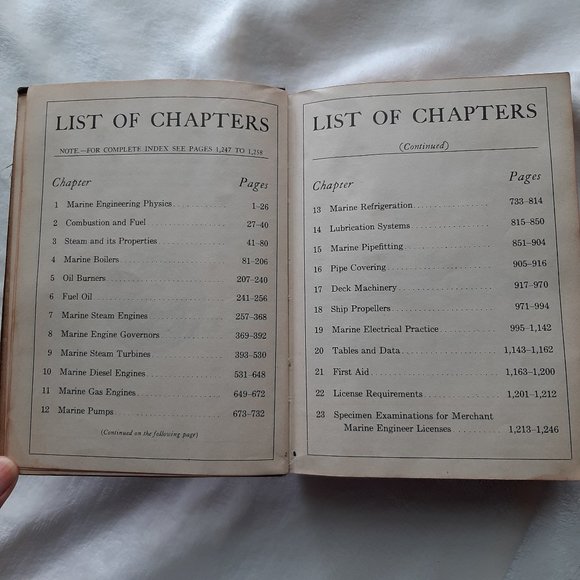 LIST OF CHAPTERS
NOTE.—FOR COMPLETE INDEX SEE PAGES 1,247 TO 1,258
Chapter Pages
1 Marine Engineering Physics 1–26
2 Combustion and Fuel 27–40
3 Steam and its Properties 41–80
4 Marine Boilers 81–206
5 Oil Burners 207–240
6 Fuel Oil 241–256
7 Marine Steam Engines 257–368
8 Marine Engine Governors 369–392
9 Marine Steam Turbines 393–530
10 Marine Diesel Engines 531–648
11 Marine Gas Engines 649–672
12 Marine Pumps 673–732
(Continued on the following page)
LIST OF CHAPTERS
(Continued)
Chapter Pages
13 Marine Refrigeration 733–814
14 Lubrication Systems 815–850
15 Marine Pipefitting 851–904
16 Pipe Covering 905–916
17 Deck Machinery 917–970
18 Ship Propellers 971–994
19 Marine Electrical Practice 995–1,142
20 Tables and Data 1,143–1,162
21 First Aid 1,163–1,200
22 License Requirements 1,201–1,212
23 Specimen Examinations for Merchant
Marine Engineer Licenses 1,213–1,246